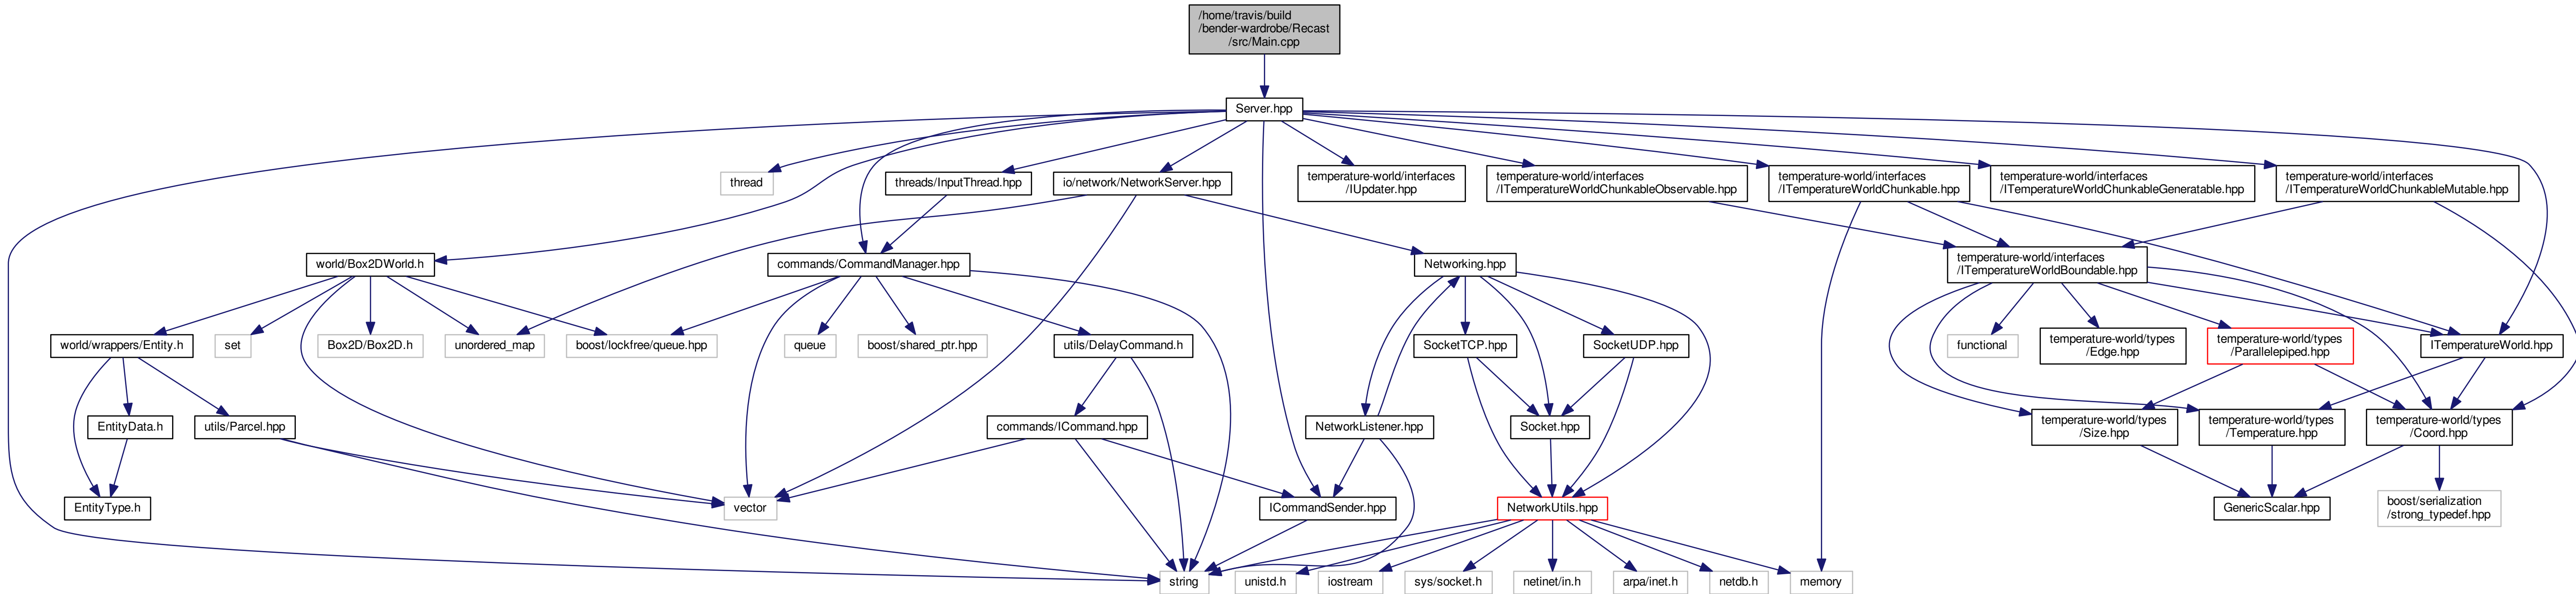 /home/travis/build
/bender-wardrobe/Recast
/src/Main.cpp
Server.hpp
thread
threads/InputThread.hpp
io/network/NetworkServer.hpp
temperature-world/interfaces
/IUpdater.hpp
temperature-world/interfaces
/ITemperatureWorldChunkableObservable.hpp
temperature-world/interfaces
/ITemperatureWorldChunkable.hpp
temperature-world/interfaces
/ITemperatureWorldChunkableGeneratable.hpp
temperature-world/interfaces
/ITemperatureWorldChunkableMutable.hpp
world/Box2DWorld.h
commands/CommandManager.hpp
Networking.hpp
temperature-world/interfaces
/ITemperatureWorldBoundable.hpp
world/wrappers/Entity.h
set
Box2D/Box2D.h
unordered_map
boost/lockfree/queue.hpp
queue
boost/shared_ptr.hpp
utils/DelayCommand.h
SocketTCP.hpp
SocketUDP.hpp
functional
temperature-world/types
/Edge.hpp
temperature-world/types
/Parallelepiped.hpp
ITemperatureWorld.hpp
EntityData.h
utils/Parcel.hpp
commands/ICommand.hpp
NetworkListener.hpp
Socket.hpp
temperature-world/types
/Size.hpp
temperature-world/types
/Temperature.hpp
temperature-world/types
/Coord.hpp
EntityType.h
vector
ICommandSender.hpp
NetworkUtils.hpp
GenericScalar.hpp
boost/serialization
/strong_typedef.hpp
string
unistd.h
iostream
sys/socket.h
netinet/in.h
arpa/inet.h
netdb.h
memory